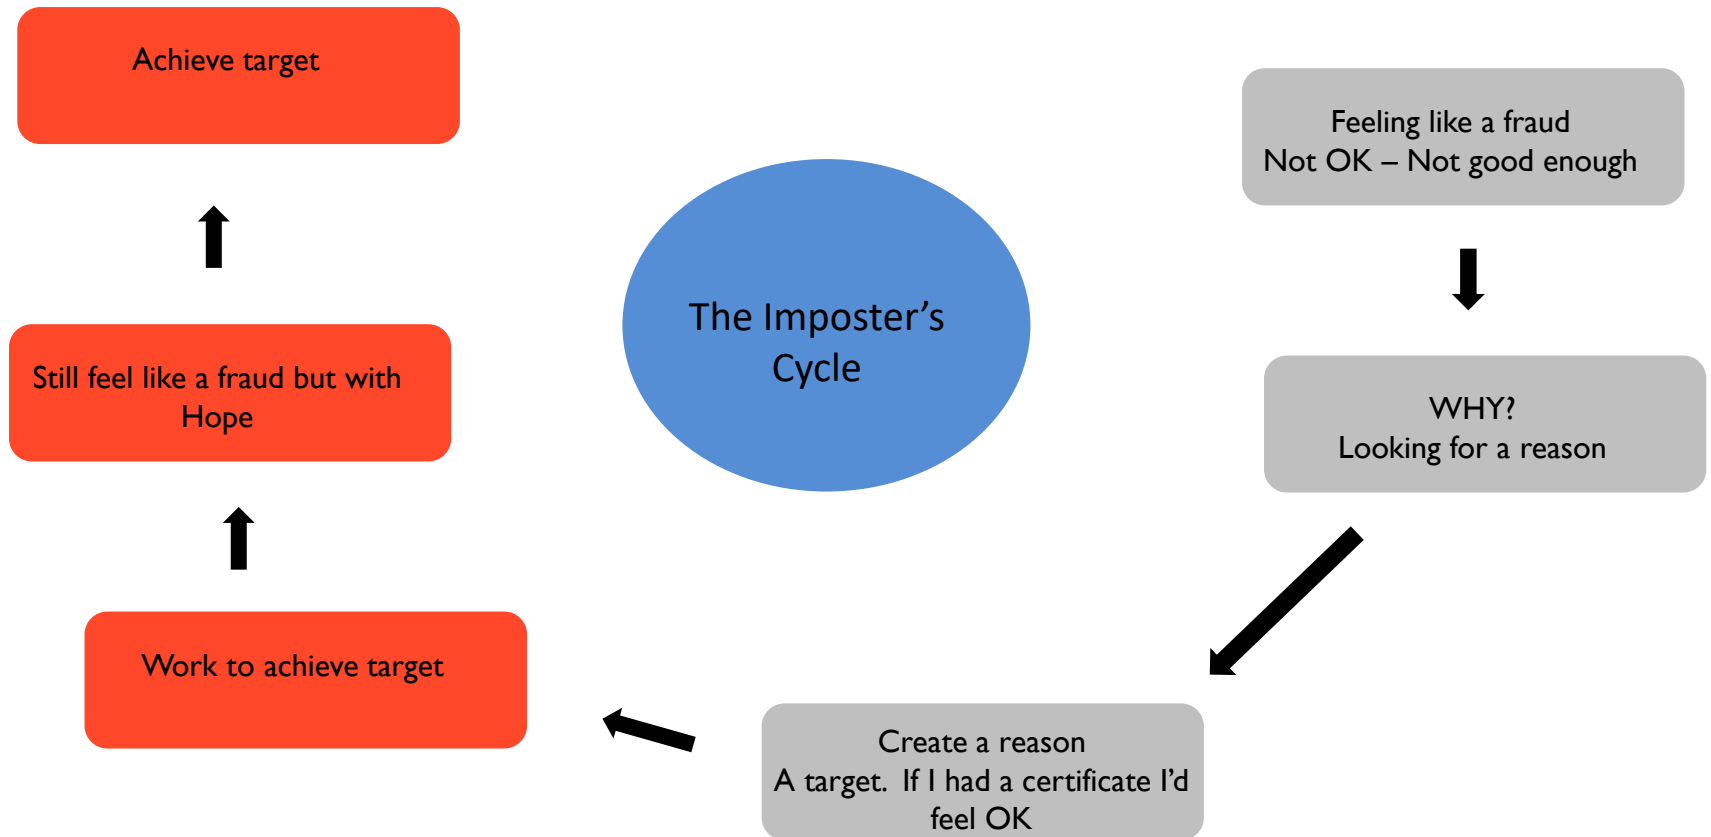 Achieve target
Feeling like a fraud
Not OK – Not good enough
The Imposter’s
Cycle
Still feel like a fraud but with
Hope
WHY?
Looking for a reason
Work to achieve target
Create a reason
A target.  If I had a certificate I’d
feel OK